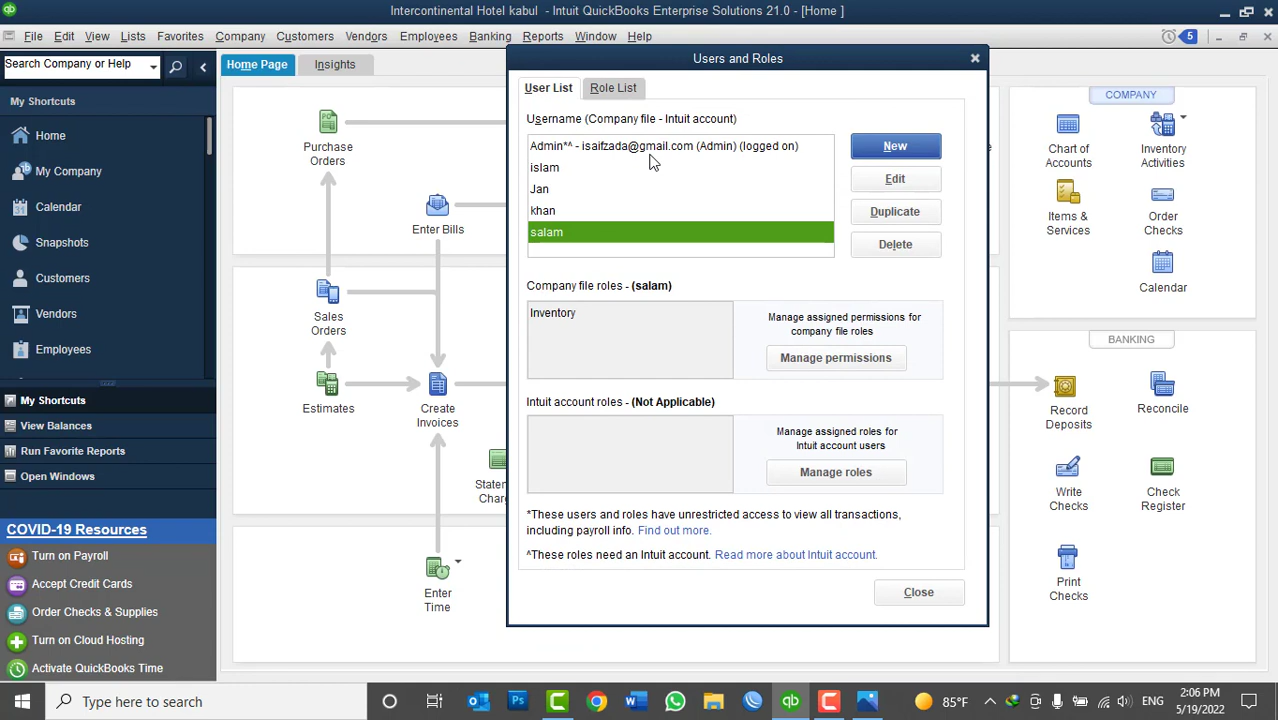 Intercontinental Hotel kabul - Intuit QuickBooks Enterprise Solutions 21.0 - [Home ]
File Edit View Lists Favorites Company Customers Vendors Employees Banking Reports Window Help
5
Search Company or Help
Home Page
Insights
My Shortcuts
Home
My Company
Calendar
Snapshots
Customers
Vendors
Employees
My Shortcuts
View Balances
Run Favorite Reports
Open Windows
COVID-19 Resources
Turn on Payroll
Accept Credit Cards
Order Checks & Supplies
Turn on Cloud Hosting
Activate QuickBooks Time
Purchase
Orders
Enter Bills
Sales
Orders
Estimates
Create
Invoices
Enter
Time
Users and Roles
User List
Role List
Username (Company file - Intuit account)
Admin*^ - isaifzada@gmail.com (Admin) (logged on)
islam
Jan
khan
salam
New
Edit
Duplicate
Delete
Company file roles - (salam)
Inventory
Manage assigned permissions for
company file roles
Manage permissions
Intuit account roles - (Not Applicable)
Manage assigned roles for
Intuit account users
Manage roles
*These users and roles have unrestricted access to view all transactions,
including payroll info. Find out more.
^These roles need an Intuit account. Read more about Intuit account.
Close
COMPANY
Chart of
Accounts
Inventory
Activities
Items &
Services
Order
Checks
Calendar
BANKING
Record
Deposits
Reconcile
Write
Checks
Check
Register
Print
Checks
Type here to search
85°F
ENG
2:06 PM
5/19/2022